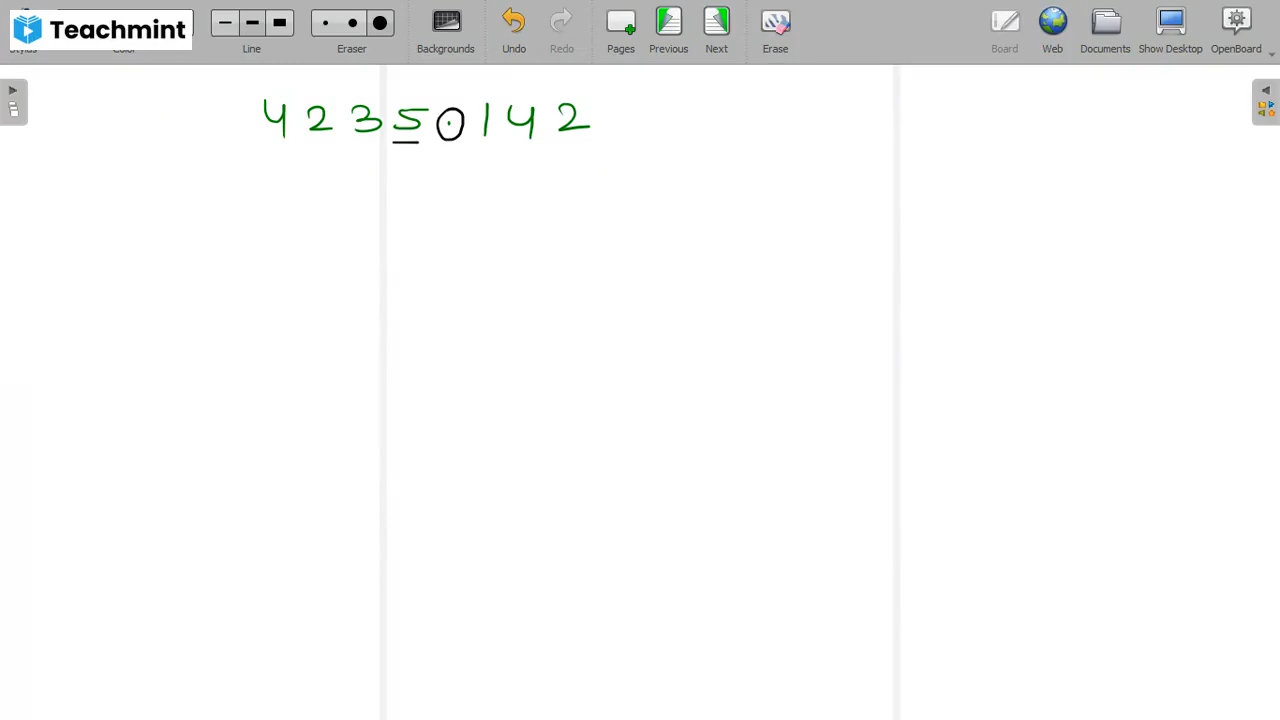 Teachmint
Line Eraser Backgrounds Undo Redo Pages Previous Next Erase Board Web Documents Show Desktop OpenBoard
4 2 3 5 . 1 4 2